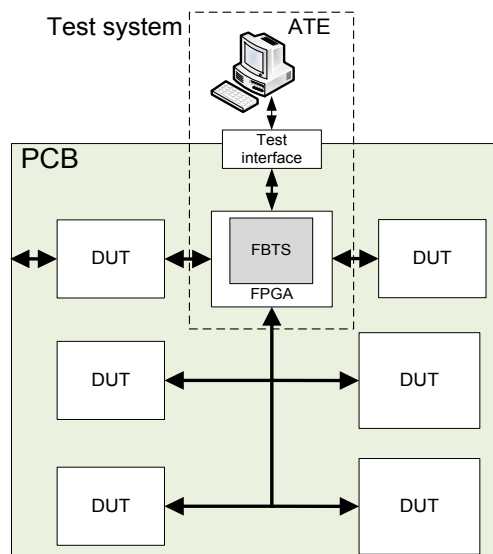 Test system
ATE
Test
interface
PCB
DUT
FBTS
FPGA
DUT
DUT
DUT
DUT
DUT